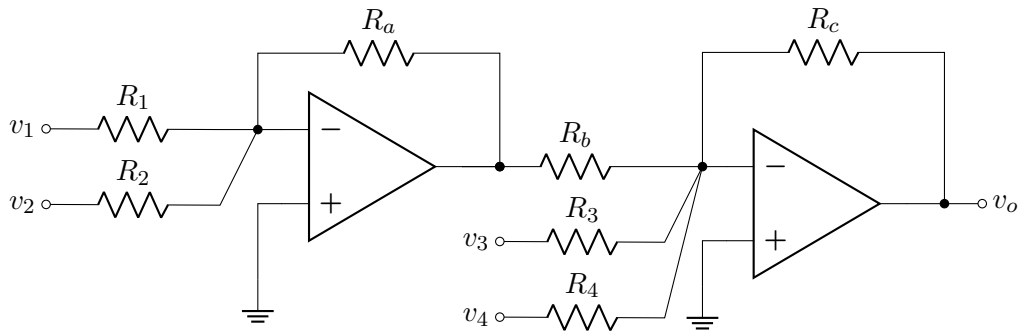 R_a
R_c
R_1
v_1
R_b
R_2
v_2
R_3
v_o
v_3
R_4
v_4
− + − +